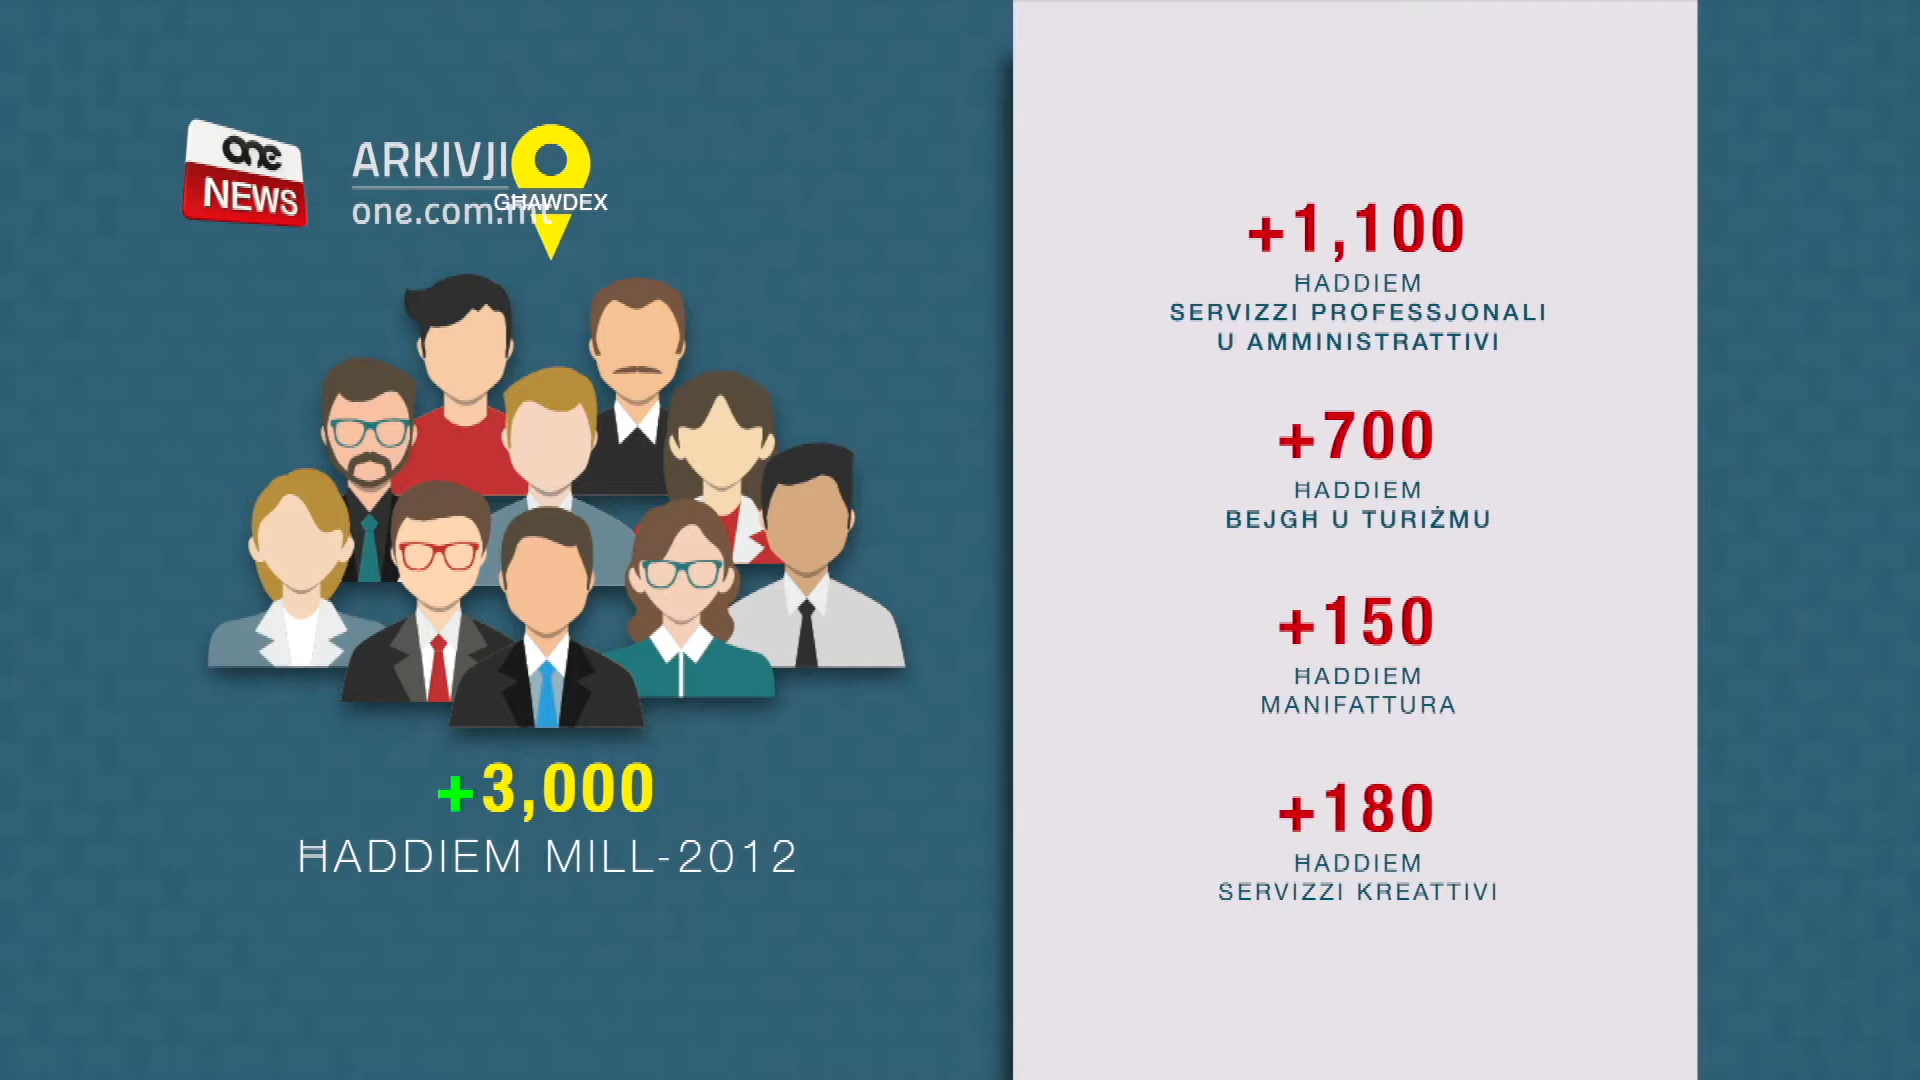 one
NEWS
ARKIVJI
one.com.mt
GĦAWDEX
+3,000
ĦADDIEM MILL-2012
+1,100
ĦADDIEM
SERVIZZI PROFESSJONALI
U AMMINISTRATTIVI
+700
ĦADDIEM
BEJGĦ U TURIŻMU
+150
ĦADDIEM
MANIFATTURA
+180
ĦADDIEM
SERVIZZI KREATTIVI